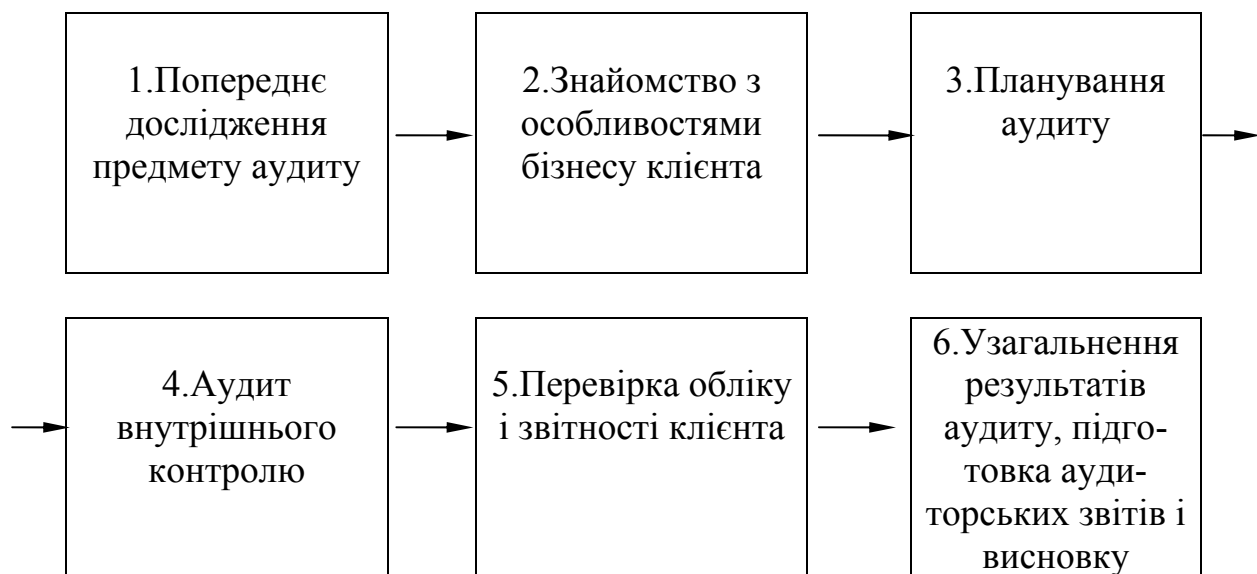 1.Попереднє
дослідження
предмету аудиту
2.Знайомство з
особливостями
бізнесу клієнта
3.Планування
аудиту
4.Аудит
внутрішнього
контролю
5.Перевірка обліку
і звітності клієнта
6.Узагальнення
результатів
аудиту, підго-
товка ауди-
торських звітів і
висновку